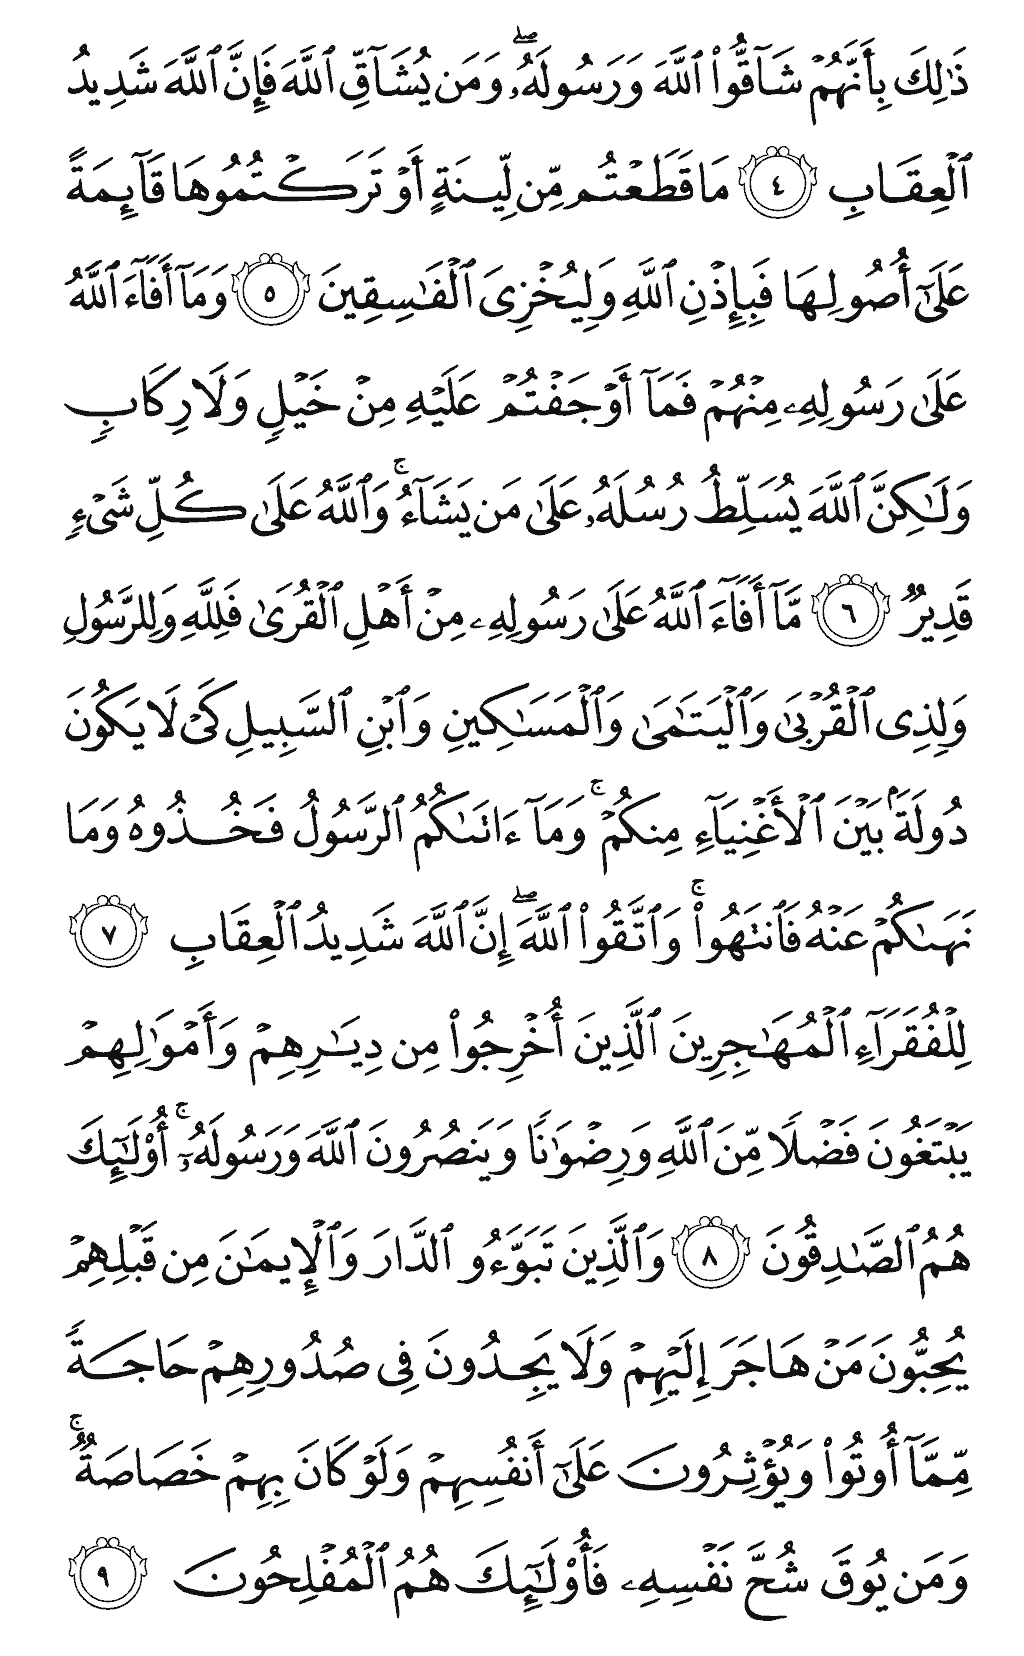 ذَٰلِكَ بِأَنَّهُمْ شَآقُّوا۟ ٱللَّهَ وَرَسُولَهُۥ ۖ وَمَن يُشَآقِّ ٱللَّهَ فَإِنَّ ٱللَّهَ شَدِيدُ
ٱلْعِقَابِ ٤ مَا قَطَعْتُم مِّن لِّينَةٍ أَوْ تَرَكْتُمُوهَا قَآئِمَةً
عَلَىٰٓ أُصُولِهَا فَبِإِذْنِ ٱللَّهِ وَلِيُخْزِىَ ٱلْفَٰسِقِينَ ٥ وَمَآ أَفَآءَ ٱللَّهُ
عَلَىٰ رَسُولِهِۦ مِنْهُمْ فَمَآ أَوْجَفْتُمْ عَلَيْهِ مِنْ خَيْلٍ وَلَا رِكَابٍ
وَلَٰكِنَّ ٱللَّهَ يُسَلِّطُ رُسُلَهُۥ عَلَىٰ مَن يَشَآءُ ۚ وَٱللَّهُ عَلَىٰ كُلِّ شَىْءٍ
قَدِيرٌ ٦ مَّآ أَفَآءَ ٱللَّهُ عَلَىٰ رَسُولِهِۦ مِنْ أَهْلِ ٱلْقُرَىٰ فَلِلَّهِ وَلِلرَّسُولِ
وَلِذِى ٱلْقُرْبَىٰ وَٱلْيَتَٰمَىٰ وَٱلْمَسَٰكِينِ وَٱبْنِ ٱلسَّبِيلِ كَىْ لَا يَكُونَ
دُولَةًۢ بَيْنَ ٱلْأَغْنِيَآءِ مِنكُمْ ۚ وَمَآ ءَاتَىٰكُمُ ٱلرَّسُولُ فَخُذُوهُ وَمَا
نَهَىٰكُمْ عَنْهُ فَٱنتَهُوا۟ ۚ وَٱتَّقُوا۟ ٱللَّهَ ۖ إِنَّ ٱللَّهَ شَدِيدُ ٱلْعِقَابِ ٧
لِلْفُقَرَآءِ ٱلْمُهَٰجِرِينَ ٱلَّذِينَ أُخْرِجُوا۟ مِن دِيَٰرِهِمْ وَأَمْوَٰلِهِمْ
يَبْتَغُونَ فَضْلًا مِّنَ ٱللَّهِ وَرِضْوَٰنًا وَيَنصُرُونَ ٱللَّهَ وَرَسُولَهُۥٓ ۚ أُو۟لَٰٓئِكَ
هُمُ ٱلصَّٰدِقُونَ ٨ وَٱلَّذِينَ تَبَوَّءُو ٱلدَّارَ وَٱلْإِيمَٰنَ مِن قَبْلِهِمْ
يُحِبُّونَ مَنْ هَاجَرَ إِلَيْهِمْ وَلَا يَجِدُونَ فِى صُدُورِهِمْ حَاجَةً
مِّمَّآ أُوتُوا۟ وَيُؤْثِرُونَ عَلَىٰٓ أَنفُسِهِمْ وَلَوْ كَانَ بِهِمْ خَصَاصَةٌ ۚ
وَمَن يُوقَ شُحَّ نَفْسِهِۦ فَأُو۟لَٰٓئِكَ هُمُ ٱلْمُفْلِحُونَ ٩